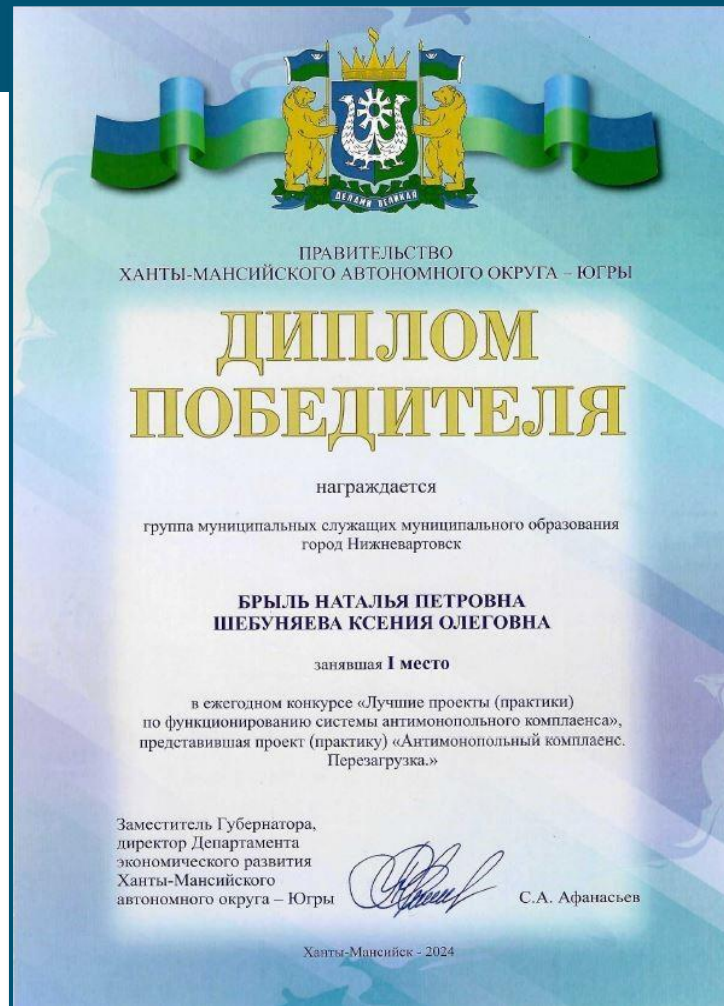 ДЕЛАМИ ВЕЛИКАЯ
ПРАВИТЕЛЬСТВО
ХАНТЫ-МАНСИЙСКОГО АВТОНОМНОГО ОКРУГА – ЮГРЫ
ДИПЛОМ
ПОБЕДИТЕЛЯ
награждается
группа муниципальных служащих муниципального образования
город Нижневартовск
БРЫЛЬ НАТАЛЬЯ ПЕТРОВНА
ШЕБУНЯЕВА КСЕНИЯ ОЛЕГОВНА
занявшая I место
в ежегодном конкурсе «Лучшие проекты (практики)
по функционированию системы антимонопольного комплаенса»,
представившая проект (практику) «Антимонопольный комплаенс.
Перезагрузка.»
Заместитель Губернатора,
директор Департамента
экономического развития
Ханты-Мансийского
автономного округа – Югры
С.А. Афанасьев
Ханты-Мансийск - 2024